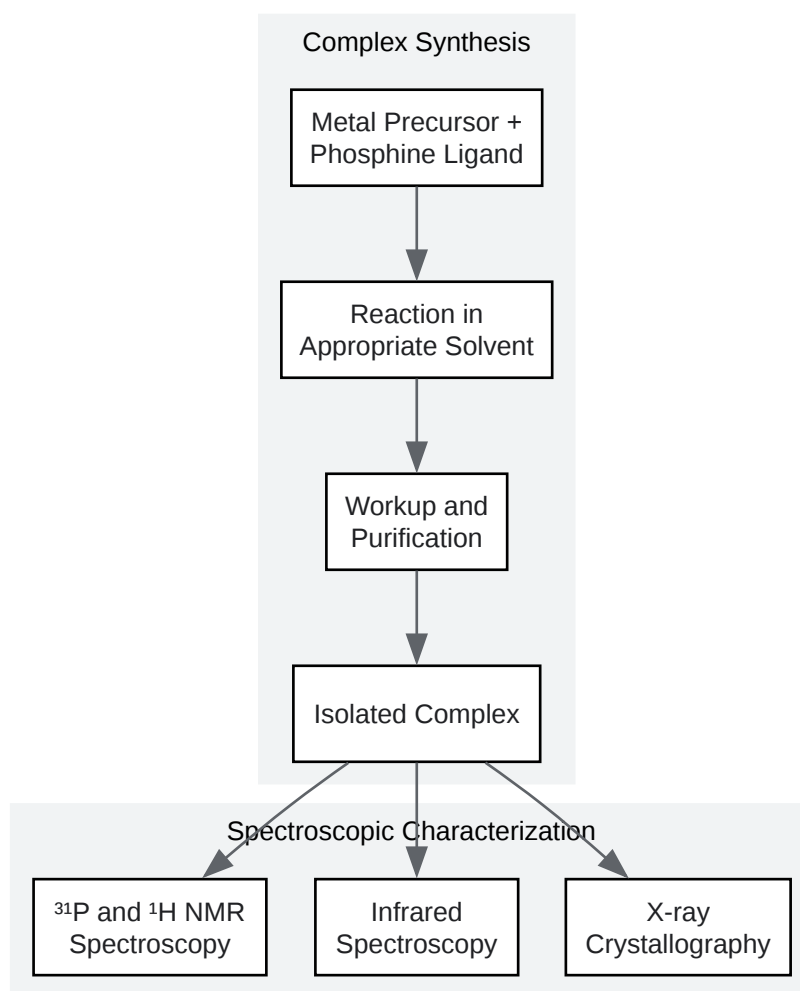 Complex Synthesis
Metal Precursor +
Phosphine Ligand
Reaction in
Appropriate Solvent
Workup and
Purification
Isolated Complex
Spectroscopic Characterization
³¹P and ¹H NMR
Spectroscopy
Infrared
Spectroscopy
X-ray
Crystallography